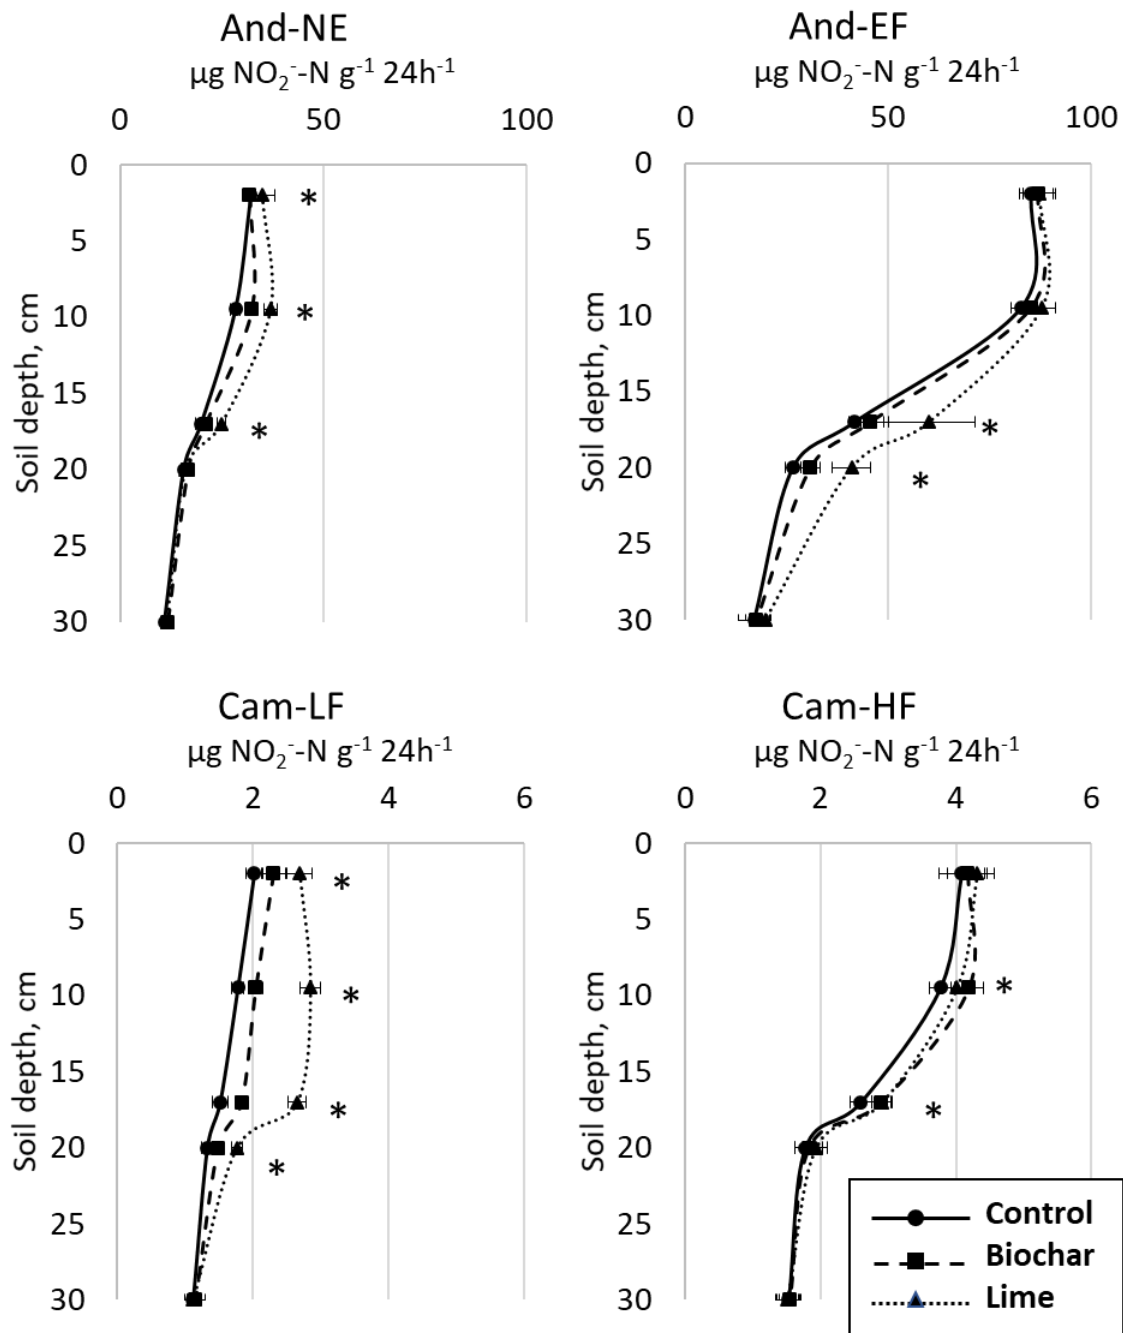 And-NE
µg NO₂⁻-N g⁻¹ 24h⁻¹
0 50 100
Soil depth, cm
0
5
10
15
20
25
30
*
*
*
And-EF
µg NO₂⁻-N g⁻¹ 24h⁻¹
0 50 100
Soil depth, cm
0
5
10
15
20
25
30
*
*
Cam-LF
µg NO₂⁻-N g⁻¹ 24h⁻¹
0 2 4 6
Soil depth, cm
0
5
10
15
20
25
30
*
*
*
*
Cam-HF
µg NO₂⁻-N g⁻¹ 24h⁻¹
0 2 4 6
Soil depth, cm
0
5
10
15
20
25
30
*
*
Control
Biochar
Lime